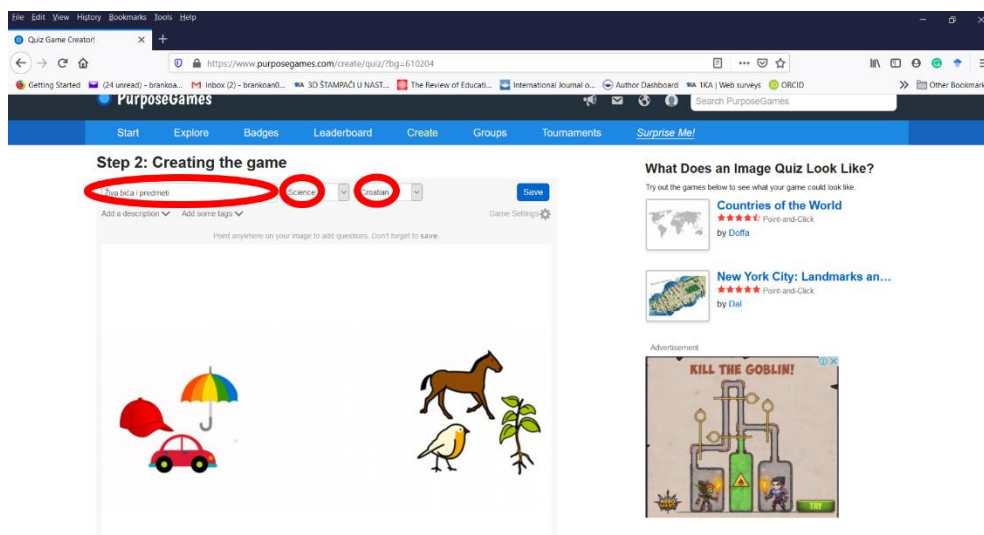 File Edit View History Bookmarks Tools Help
Quiz Game Creator!
https://www.purposegames.com/create/quiz/?bg=610204
Getting Started (24 unread) - brankoa... Inbox (2) - brankoan0... 3D ŠTAMPAČI U NAST... The Review of Educati... International Journal o... Author Dashboard 1KA | Web surveys ORCID Other Bookmark
PurposeGames Search PurposeGames
Start Explore Badges Leaderboard Create Groups Tournaments Surprise Me!
Step 2: Creating the game
Živa bića i predmeti Science Croatian Save
Add a description Add some tags Game Settings
Point anywhere on your image to add questions. Don't forget to save.
What Does an Image Quiz Look Like?
Try out the games below to see what your game could look like.
Countries of the World
Point-and-Click
by Doffa
New York City: Landmarks an...
Point-and-Click
by Dal
Advertisement
KILL THE GOBLIN!
HERO WARS
TRY